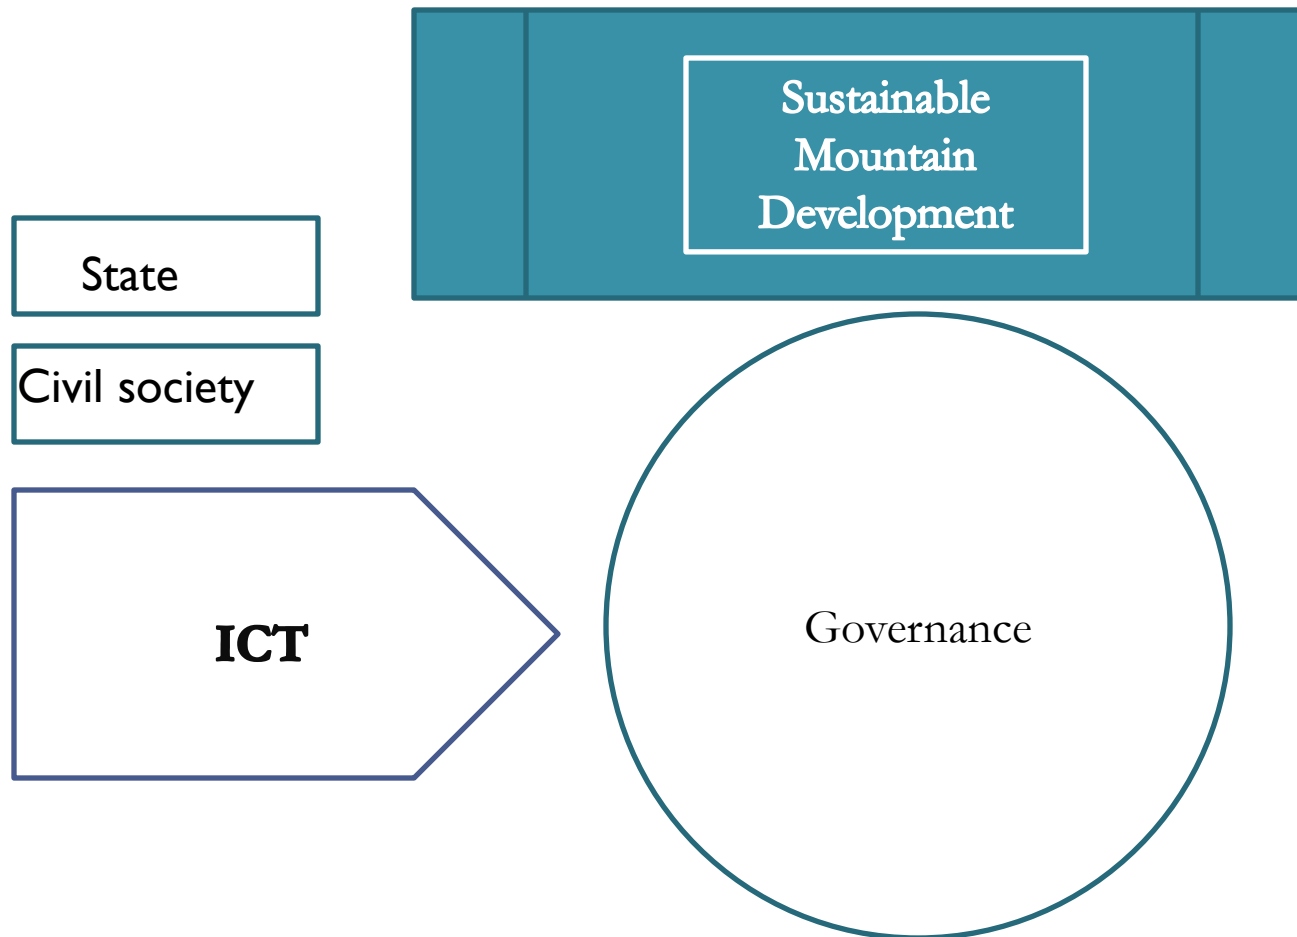 Sustainable
Mountain
Development
State
Civil society
ICT
Governance